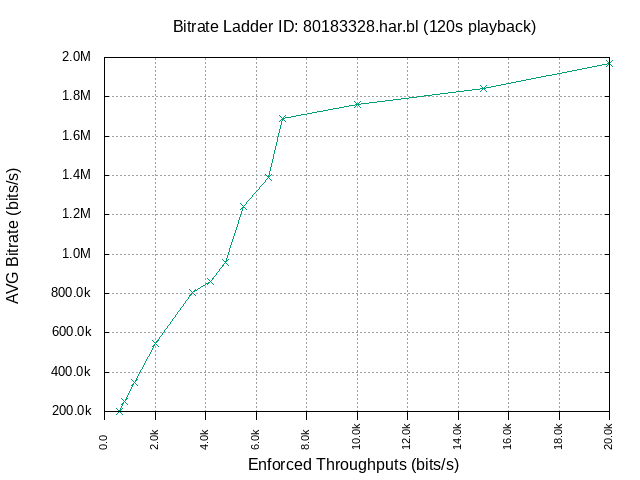 Bitrate Ladder ID: 80183328.har.bl (120s playback)
2.0M
1.8M
1.6M
1.4M
1.2M
1.0M
800.0k
600.0k
400.0k
200.0k
AVG Bitrate (bits/s)
0.0
2.0k
4.0k
6.0k
8.0k
10.0k
12.0k
14.0k
16.0k
18.0k
20.0k
Enforced Throughputs (bits/s)